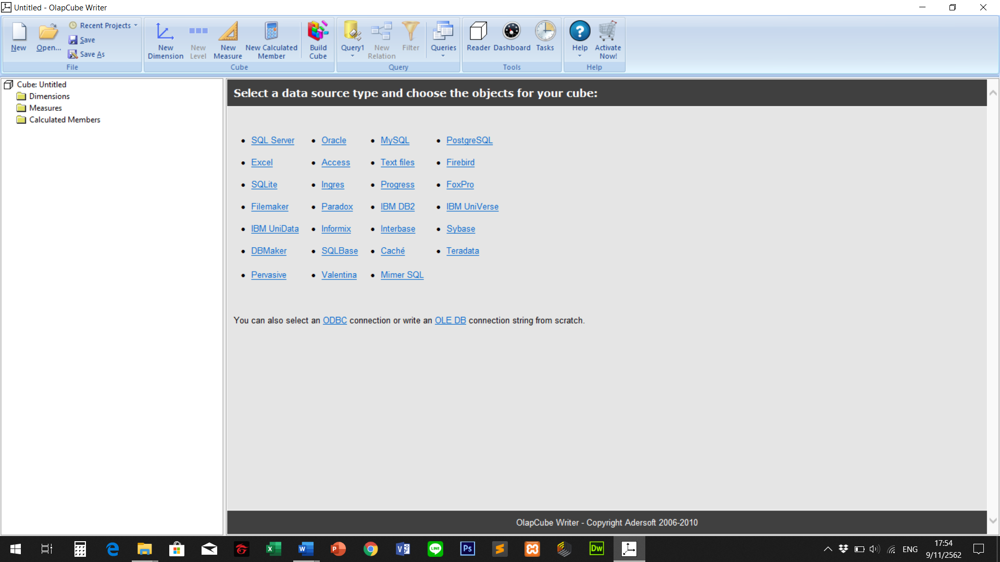 Untitled - OlapCube Writer
New
Open...
Recent Projects
Save
Save As
File
New Dimension
New Level
New Measure
New Calculated Member
Build Cube
Cube
Query1
New Relation
Filter
Queries
Query
Reader
Dashboard
Tasks
Tools
Help
Activate Now!
Help
Cube: Untitled
Dimensions
Measures
Calculated Members
Select a data source type and choose the objects for your cube:
SQL Server Oracle MySQL PostgreSQL
Excel Access Text files Firebird
SQLite Ingres Progress FoxPro
Filemaker Paradox IBM DB2 IBM UniVerse
IBM UniData Informix Interbase Sybase
DBMaker SQLBase Caché Teradata
Pervasive Valentina Mimer SQL
You can also select an ODBC connection or write an OLE DB connection string from scratch.
OlapCube Writer - Copyright Adersoft 2006-2010
LINE
Ps
Dw
ENG
17:54
9/11/2562